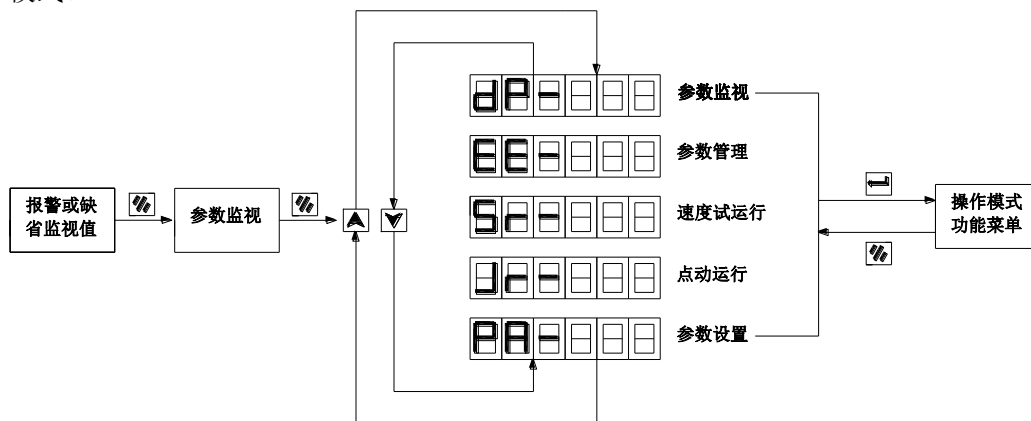 模式。
dP-
参数监视
EE-
参数管理
报警或缺
省监视值
参数监视
Sr-
速度试运行
操作模式
功能菜单
Jr-
点动运行
PA-
参数设置